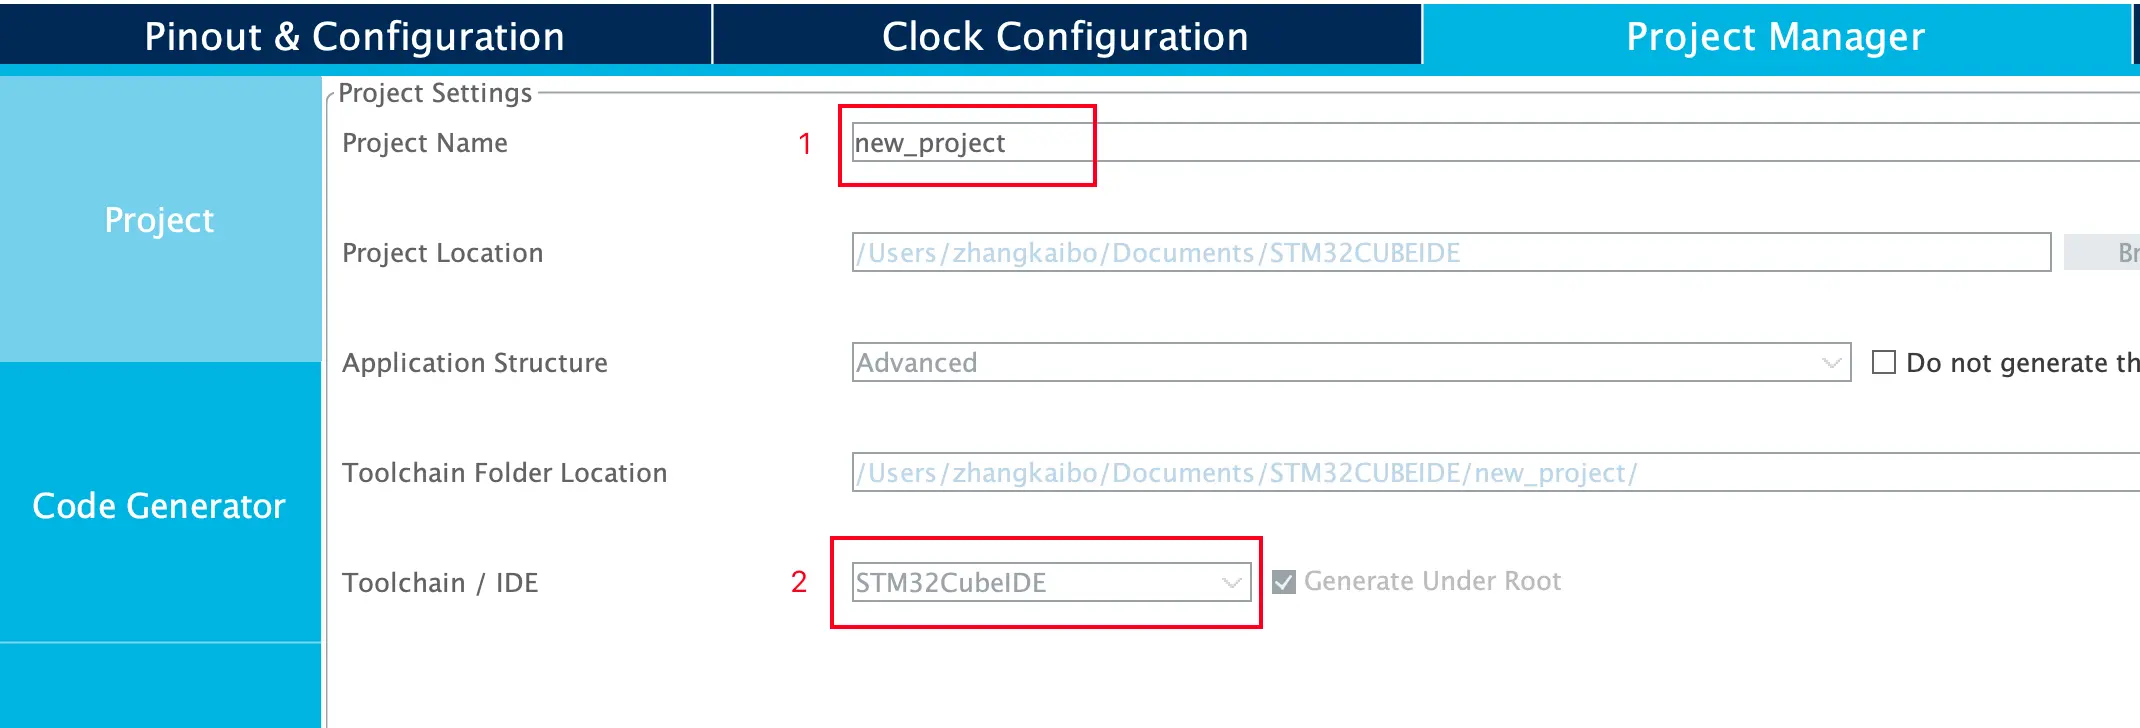 Pinout & Configuration
Clock Configuration
Project Manager
Project Settings
Project Name 1 new_project
Project
Project Location /Users/zhangkaibo/Documents/STM32CUBEIDE
Application Structure Advanced Do not generate
Toolchain Folder Location /Users/zhangkaibo/Documents/STM32CUBEIDE/new_project/
Code Generator
Toolchain / IDE 2 STM32CubeIDE Generate Under Root